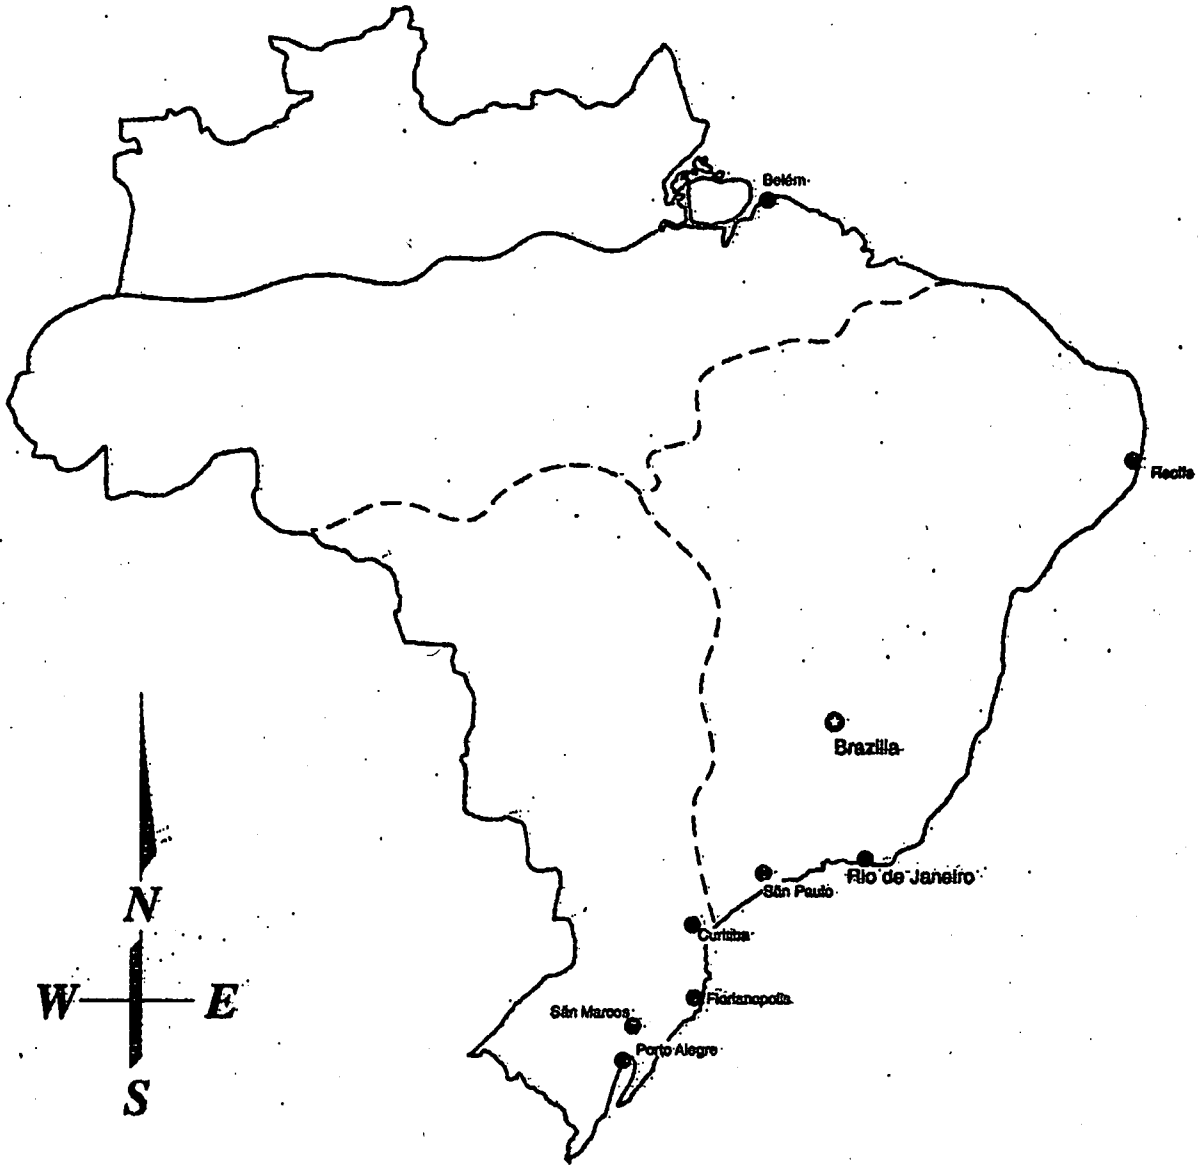 Belém
Recife
Brazilia
Rio de Janeiro
São Paulo
Curitiba
Florianopolis
São Marcos
Porto Alegre
N
W E
S